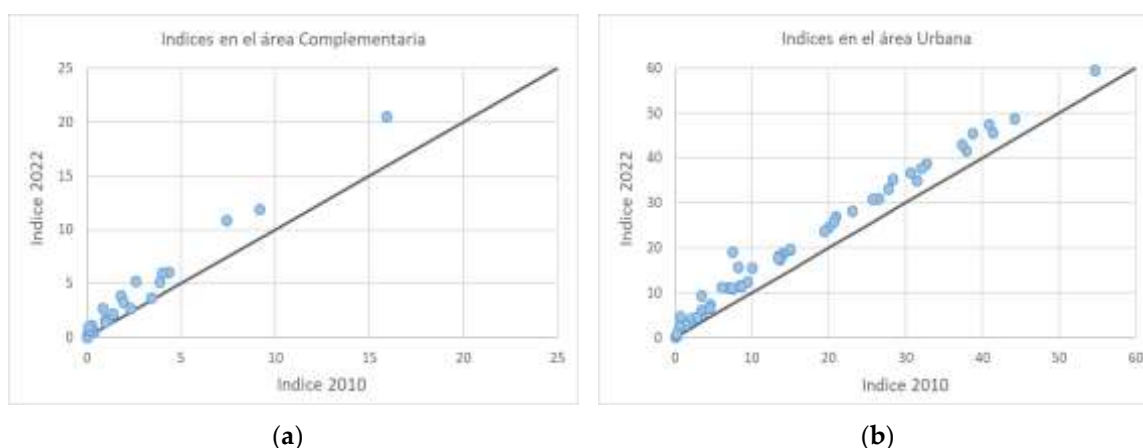 Indices en el área Complementaria
25
20
15
10
5
0
0 5 10 15 20 25
Indice 2022
Indice 2010
(a)
Indices en el área Urbana
60
50
40
30
20
10
0
0 10 20 30 40 50 60
Indice 2022
Indice 2010
(b)